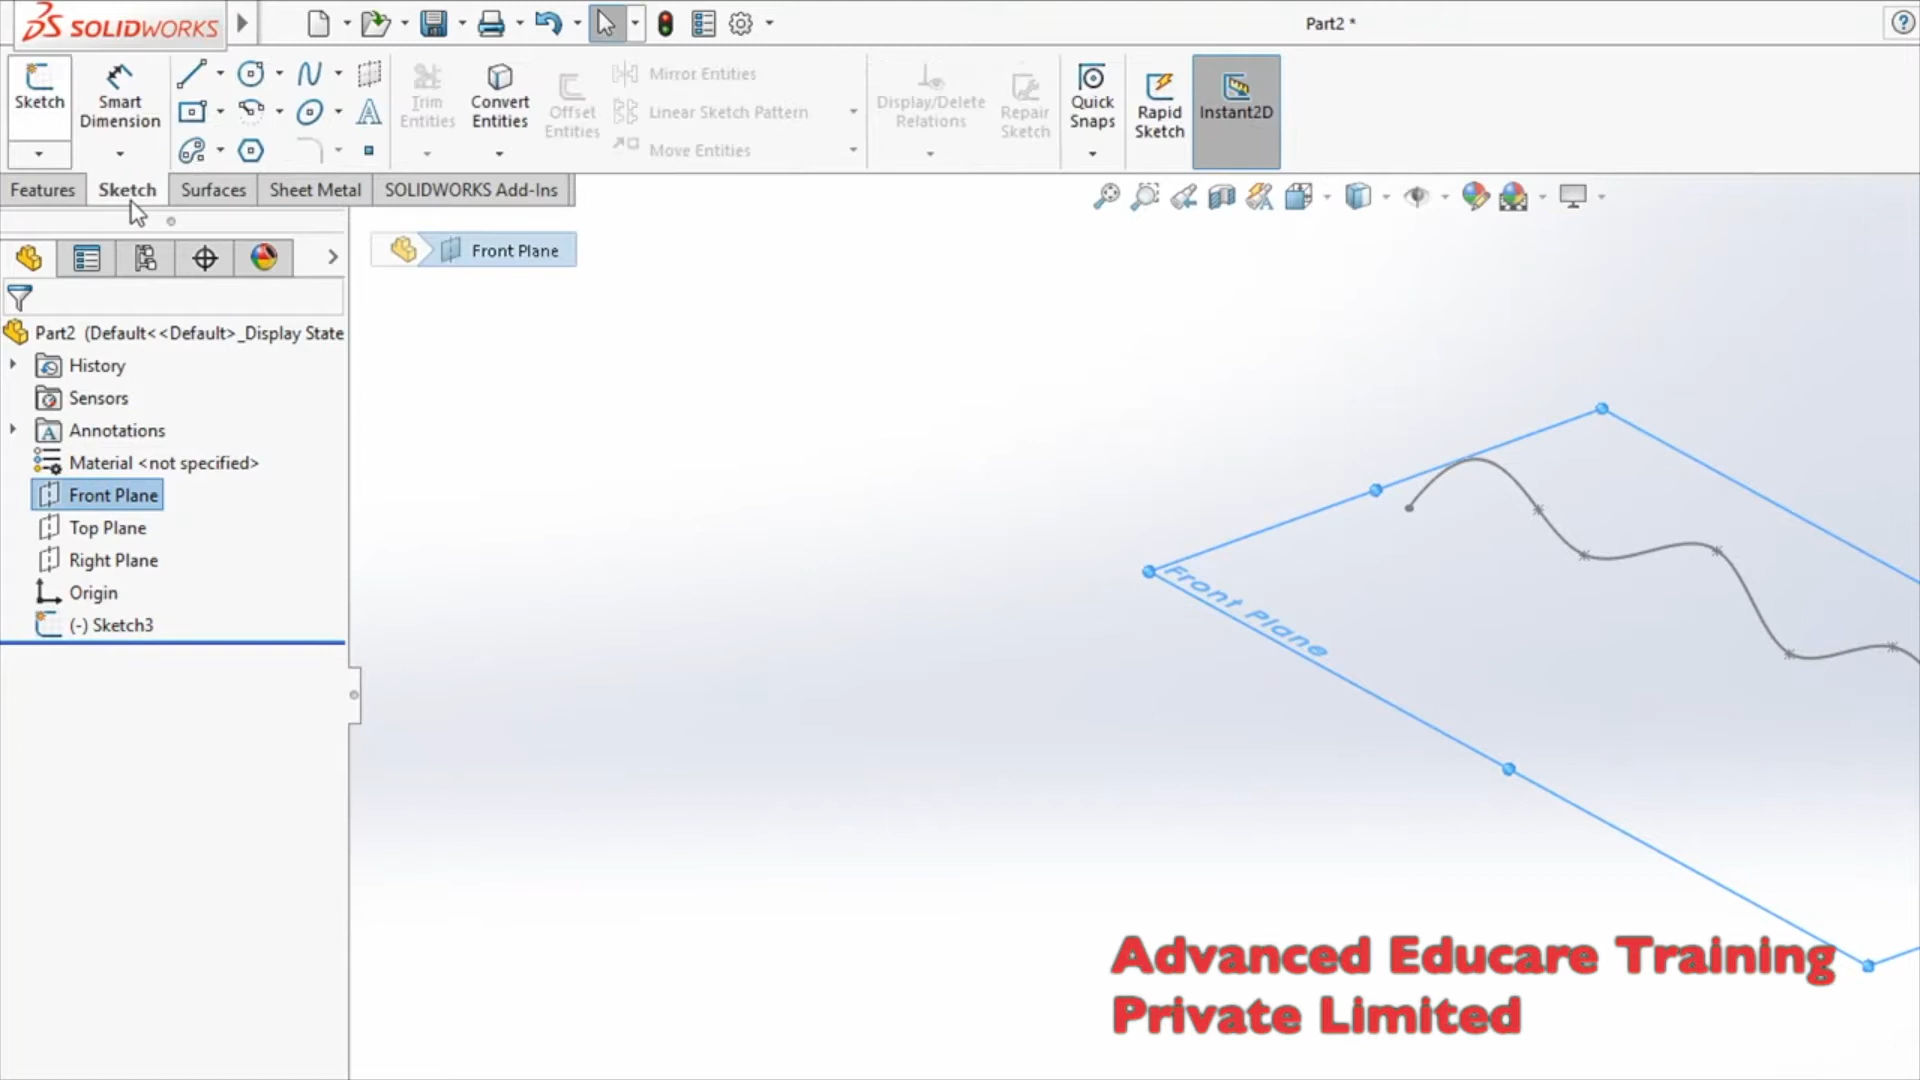 SOLIDWORKS
Part2 *
Sketch
Smart Dimension
Trim Entities
Convert Entities
Offset Entities
Mirror Entities
Linear Sketch Pattern
Move Entities
Display/Delete Relations
Repair Sketch
Quick Snaps
Rapid Sketch
Instant2D
Features
Sketch
Surfaces
Sheet Metal
SOLIDWORKS Add-Ins
Front Plane
Part2 (Default<<Default>_Display State
History
Sensors
Annotations
Material <not specified>
Front Plane
Top Plane
Right Plane
Origin
(-) Sketch3
Front Plane
Advanced Educare Training
Private Limited